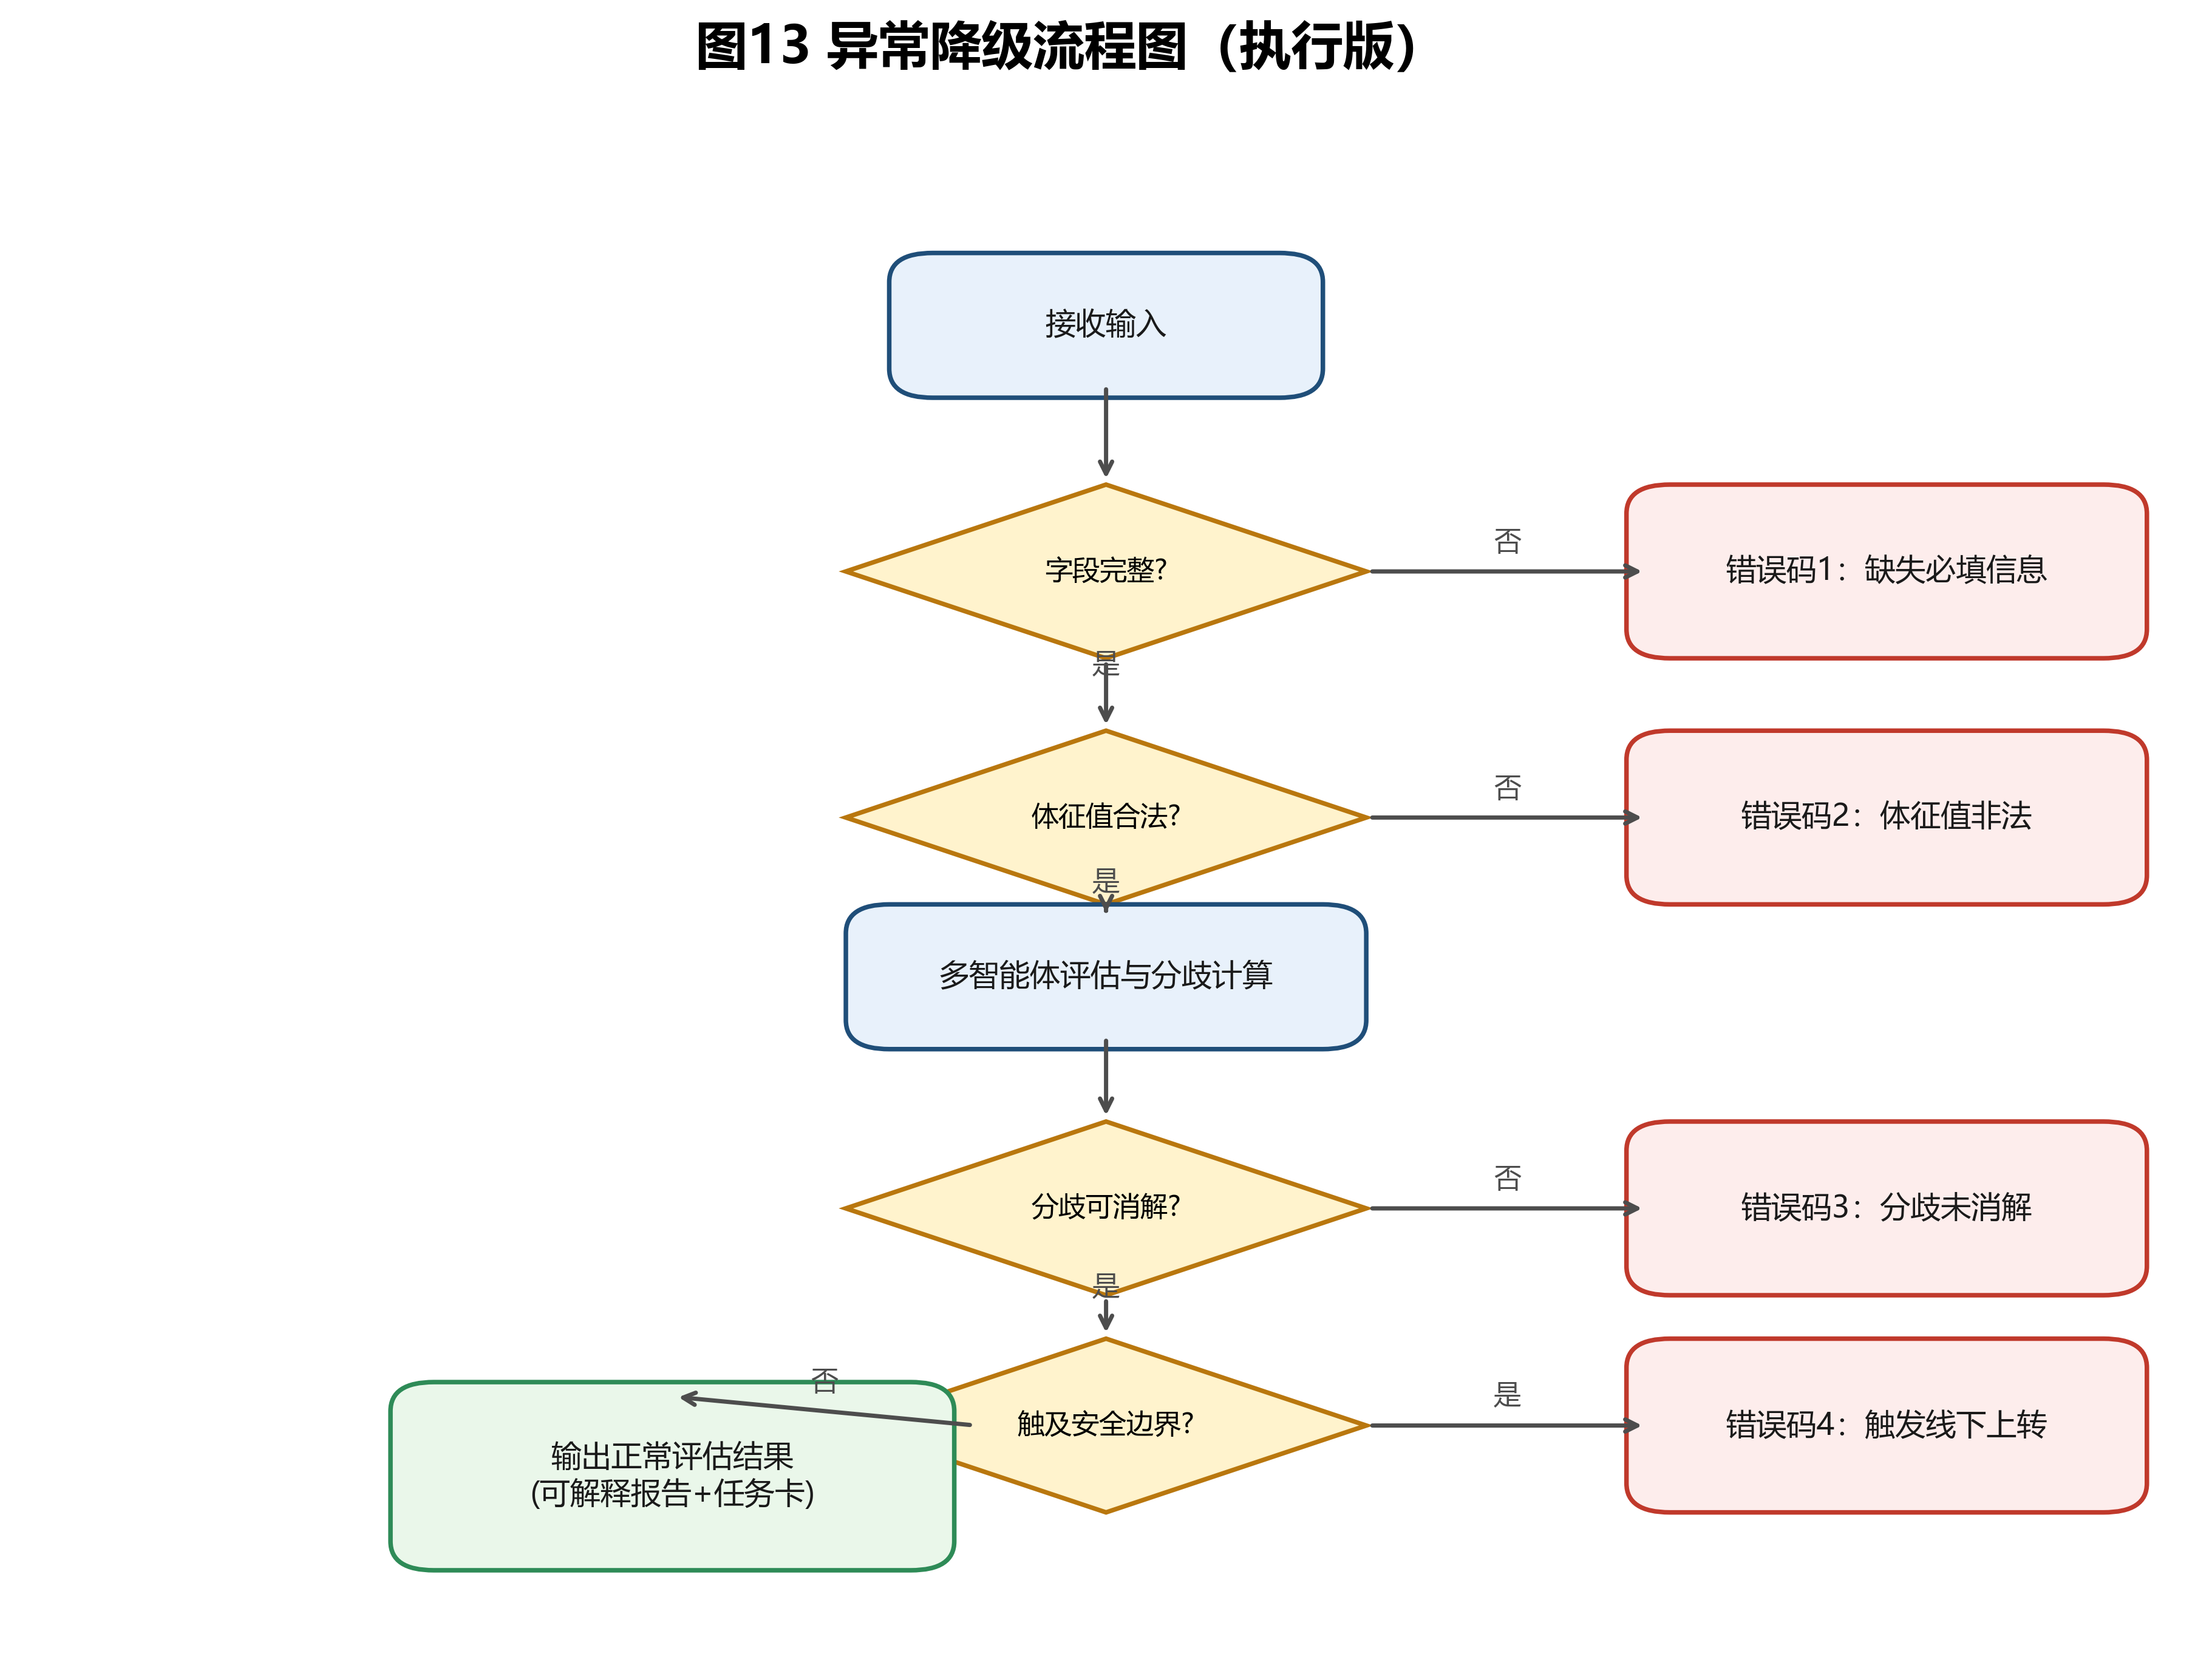 图13 异常降级流程图（执行版）
接收输入
字段完整?
否
错误码1：缺失必填信息
是
体征值合法?
否
错误码2：体征值非法
是
多智能体评估与分歧计算
分歧可消解?
否
错误码3：分歧未消解
是
触及安全边界?
是
错误码4：触发线下上转
否
输出正常评估结果
(可解释报告+任务卡)